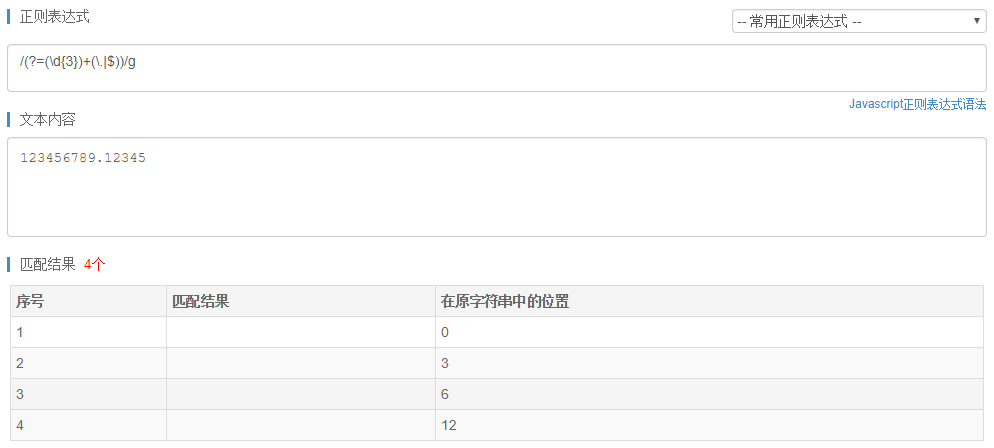 正则表达式
-- 常用正则表达式 --
/(?=(\d{3})+(\.|$))/g
Javascript正则表达式语法
文本内容
123456789.12345
匹配结果 4个
序号 匹配结果 在原字符串中的位置
1 0
2 3
3 6
4 12